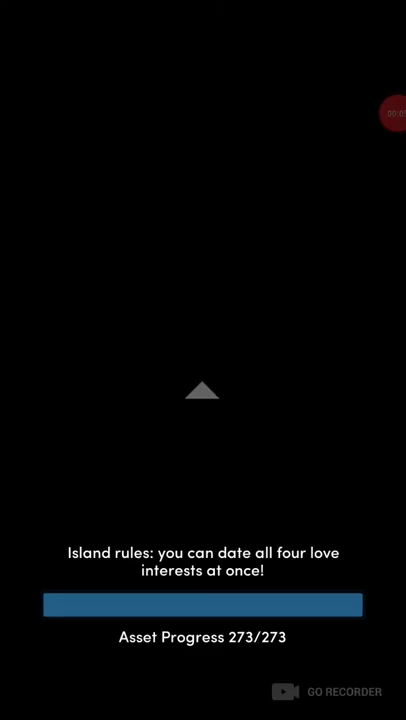 Island rules: you can date all four love
interests at once!
Asset Progress 273/273
GO RECORDER